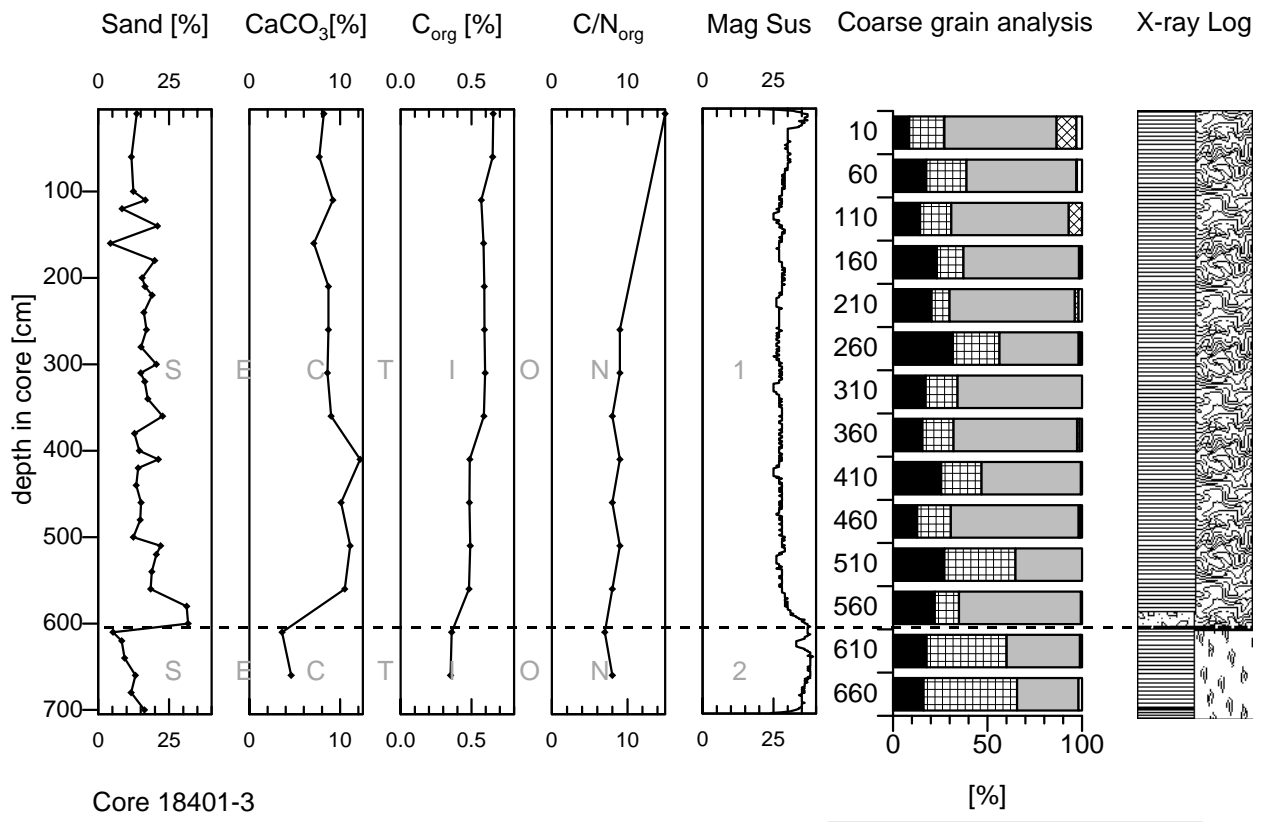 Sand [%] CaCO3[%] Corg [%] C/Norg Mag Sus Coarse grain analysis X-ray Log
0 25 0 10 0.0 0.5 0 10 0 25
10
60
100 110
160
200 210
260
300 S E C T I O N 1 310
360
400 410
460
500 510
560
600 610
S E C T I O N 2 660
700
0 25 0 10 0.0 0.5 0 10 0 25 0 50 100
depth in core [cm]
[%]
Core 18401-3